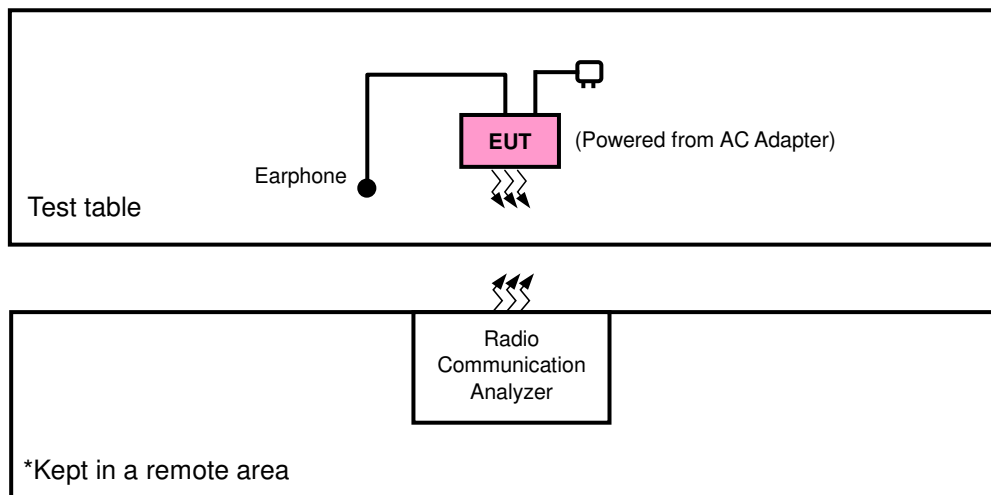 EUT
(Powered from AC Adapter)
Earphone
Test table
Radio
Communication
Analyzer
*Kept in a remote area